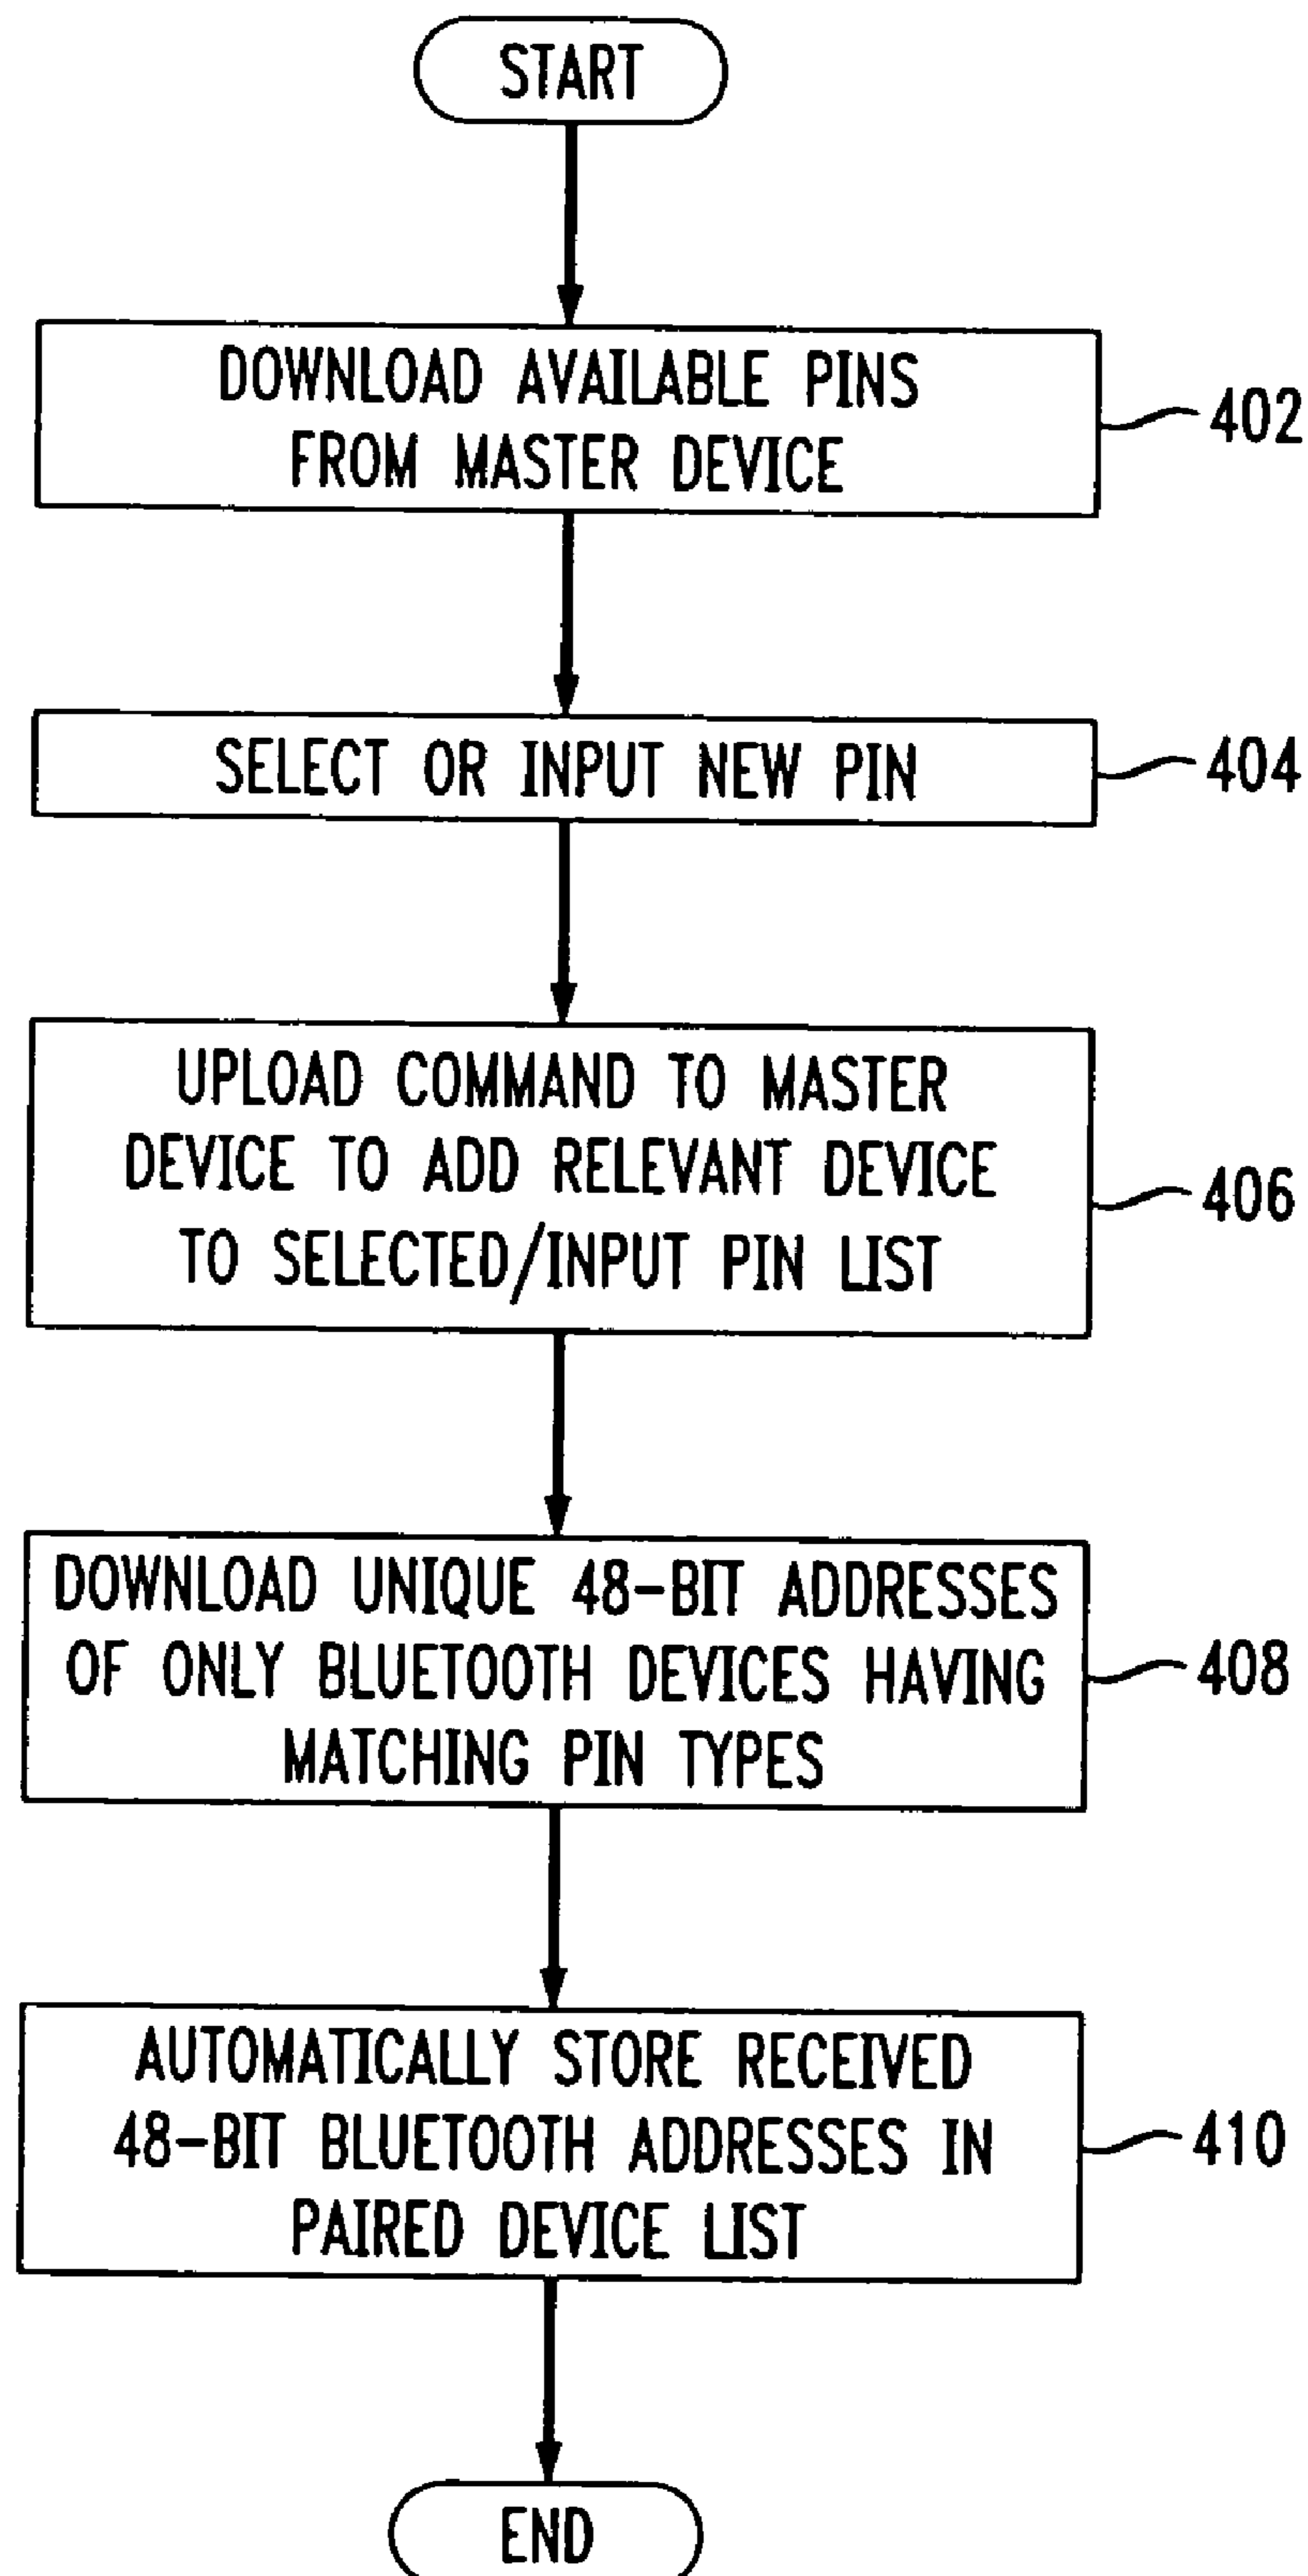 START
DOWNLOAD AVAILABLE PINS
FROM MASTER DEVICE
402
SELECT OR INPUT NEW PIN
404
UPLOAD COMMAND TO MASTER
DEVICE TO ADD RELEVANT DEVICE
TO SELECTED/INPUT PIN LIST
406
DOWNLOAD UNIQUE 48-BIT ADDRESSES
OF ONLY BLUETOOTH DEVICES HAVING
MATCHING PIN TYPES
408
AUTOMATICALLY STORE RECEIVED
48-BIT BLUETOOTH ADDRESSES IN
PAIRED DEVICE LIST
410
END